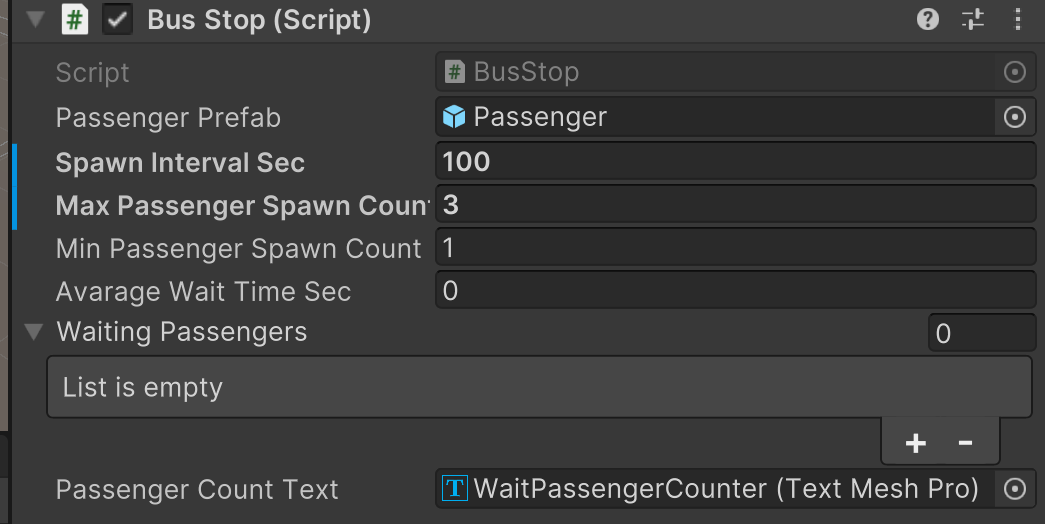 Bus Stop (Script)
Script
BusStop
Passenger Prefab
Passenger
Spawn Interval Sec
100
Max Passenger Spawn Coun
3
Min Passenger Spawn Count
1
Avarage Wait Time Sec
0
Waiting Passengers
0
List is empty
+ -
Passenger Count Text
WaitPassengerCounter (Text Mesh Pro)